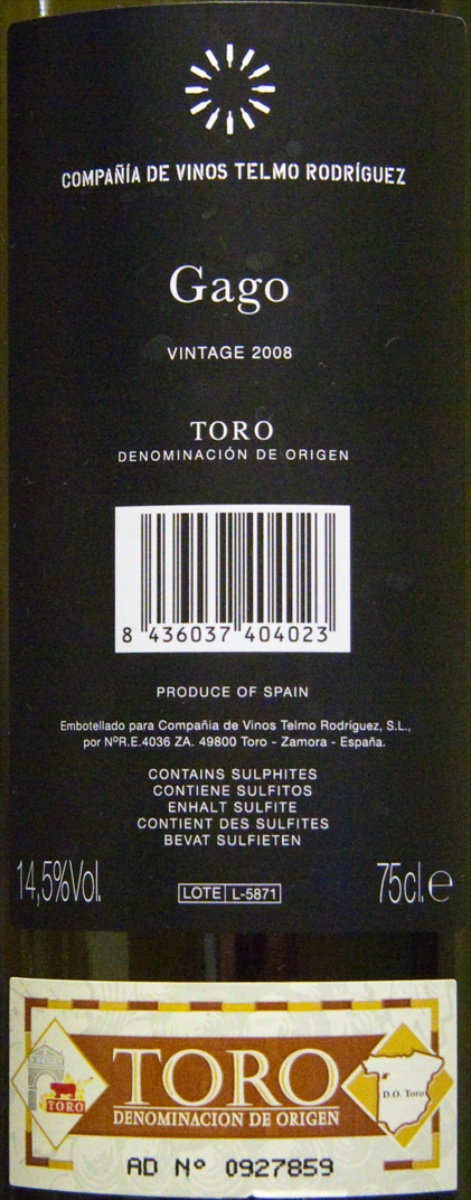 COMPAÑÍA DE VINOS TELMO RODRÍGUEZ
Gago
VINTAGE 2008
TORO
DENOMINACIÓN DE ORIGEN
8 436037 404023
PRODUCE OF SPAIN
Embotellado para Compañia de Vinos Telmo Rodríguez, S.L.,
por NºR.E.4036 ZA. 49800 Toro - Zamora - España.
CONTAINS SULPHITES
CONTIENE SULFITOS
ENHALT SULFITE
CONTIENT DES SULFITES
BEVAT SULFIETEN
14,5%Vol.
LOTE L-5871
75cl.e
TORO
TORO
DENOMINACION DE ORIGEN
D.O. Toro
AD Nº 0927859